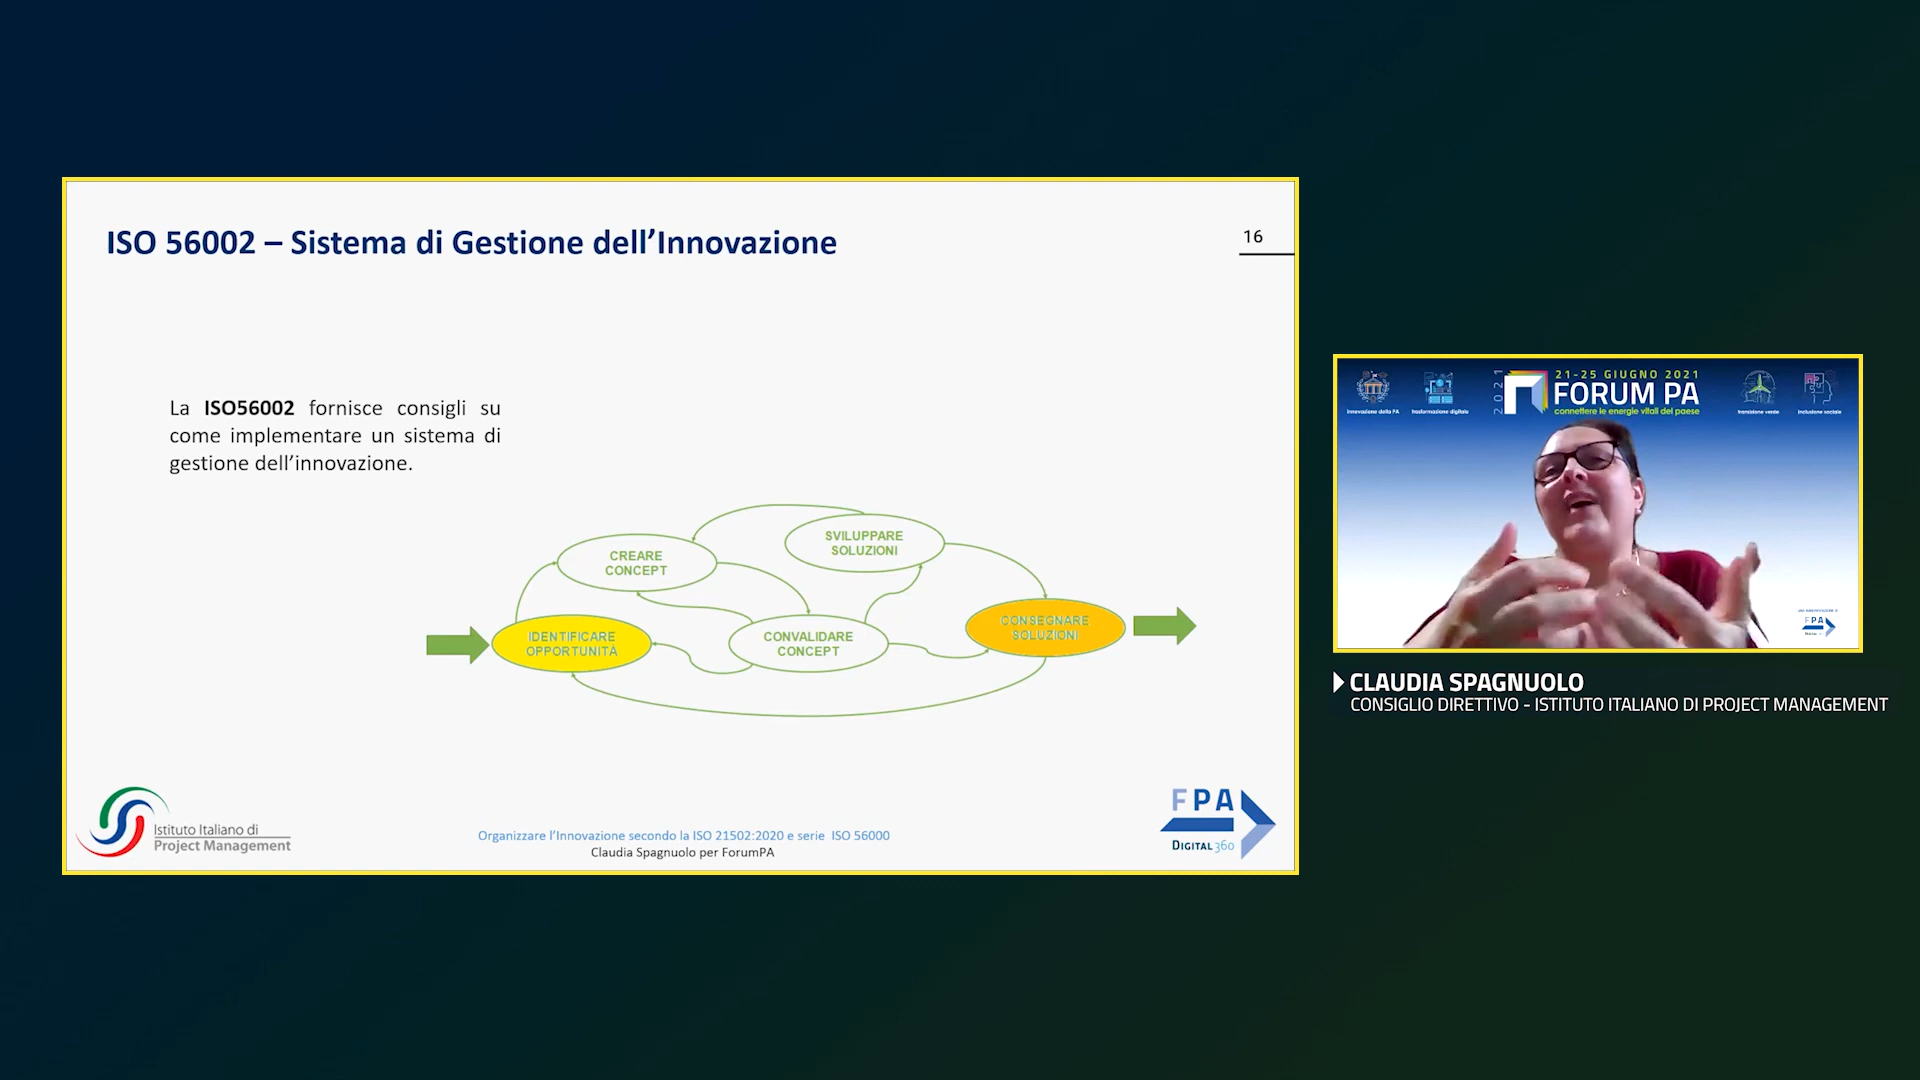 ISO 56002 – Sistema di Gestione dell’Innovazione
16
La ISO56002 fornisce consigli su
come implementare un sistema di
gestione dell’innovazione.
SVILUPPARE
SOLUZIONI
CREARE
CONCEPT
CONSEGNARE
SOLUZIONI
IDENTIFICARE
OPPORTUNITÀ
CONVALIDARE
CONCEPT
Istituto Italiano di
Project Management
Organizzare l’Innovazione secondo la ISO 21502:2020 e serie ISO 56000
Claudia Spagnuolo per ForumPA
FPA
DIGITAL360
innovazione della PA
trasformazione digitale
2021
21-25 GIUGNO 2021
FORUM PA
connettere le energie vitali del paese
transizione verde
inclusione sociale
FPA
CLAUDIA SPAGNUOLO
CONSIGLIO DIRETTIVO - ISTITUTO ITALIANO DI PROJECT MANAGEMENT